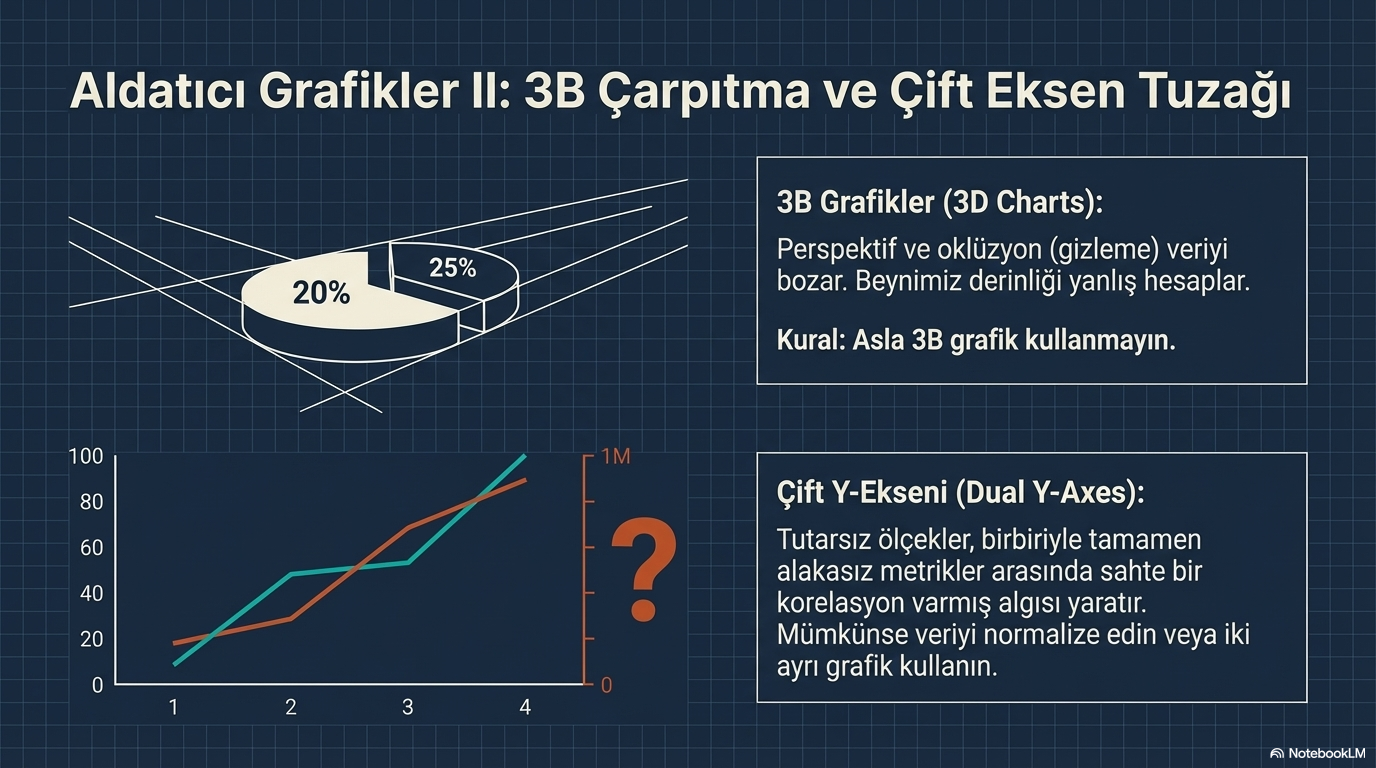 Aldatıcı Grafikler II: 3B Çarpıtma ve Çift Eksen Tuzağı
20%
25%
3B Grafikler (3D Charts):
Perspektif ve oklüzyon (gizleme) veriyi
bozar. Beynimiz derinliği yanlış hesaplar.
Kural: Asla 3B grafik kullanmayın.
100
80
60
40
20
0
1
2
3
4
1M
0
?
Çift Y-Ekseni (Dual Y-Axes):
Tutarsız ölçekler, birbiriyle tamamen
alakasız metrikler arasında sahte bir
korelasyon varmış algısı yaratır.
Mümkünse veriyi normalize edin veya iki
ayrı grafik kullanın.
NotebookLM